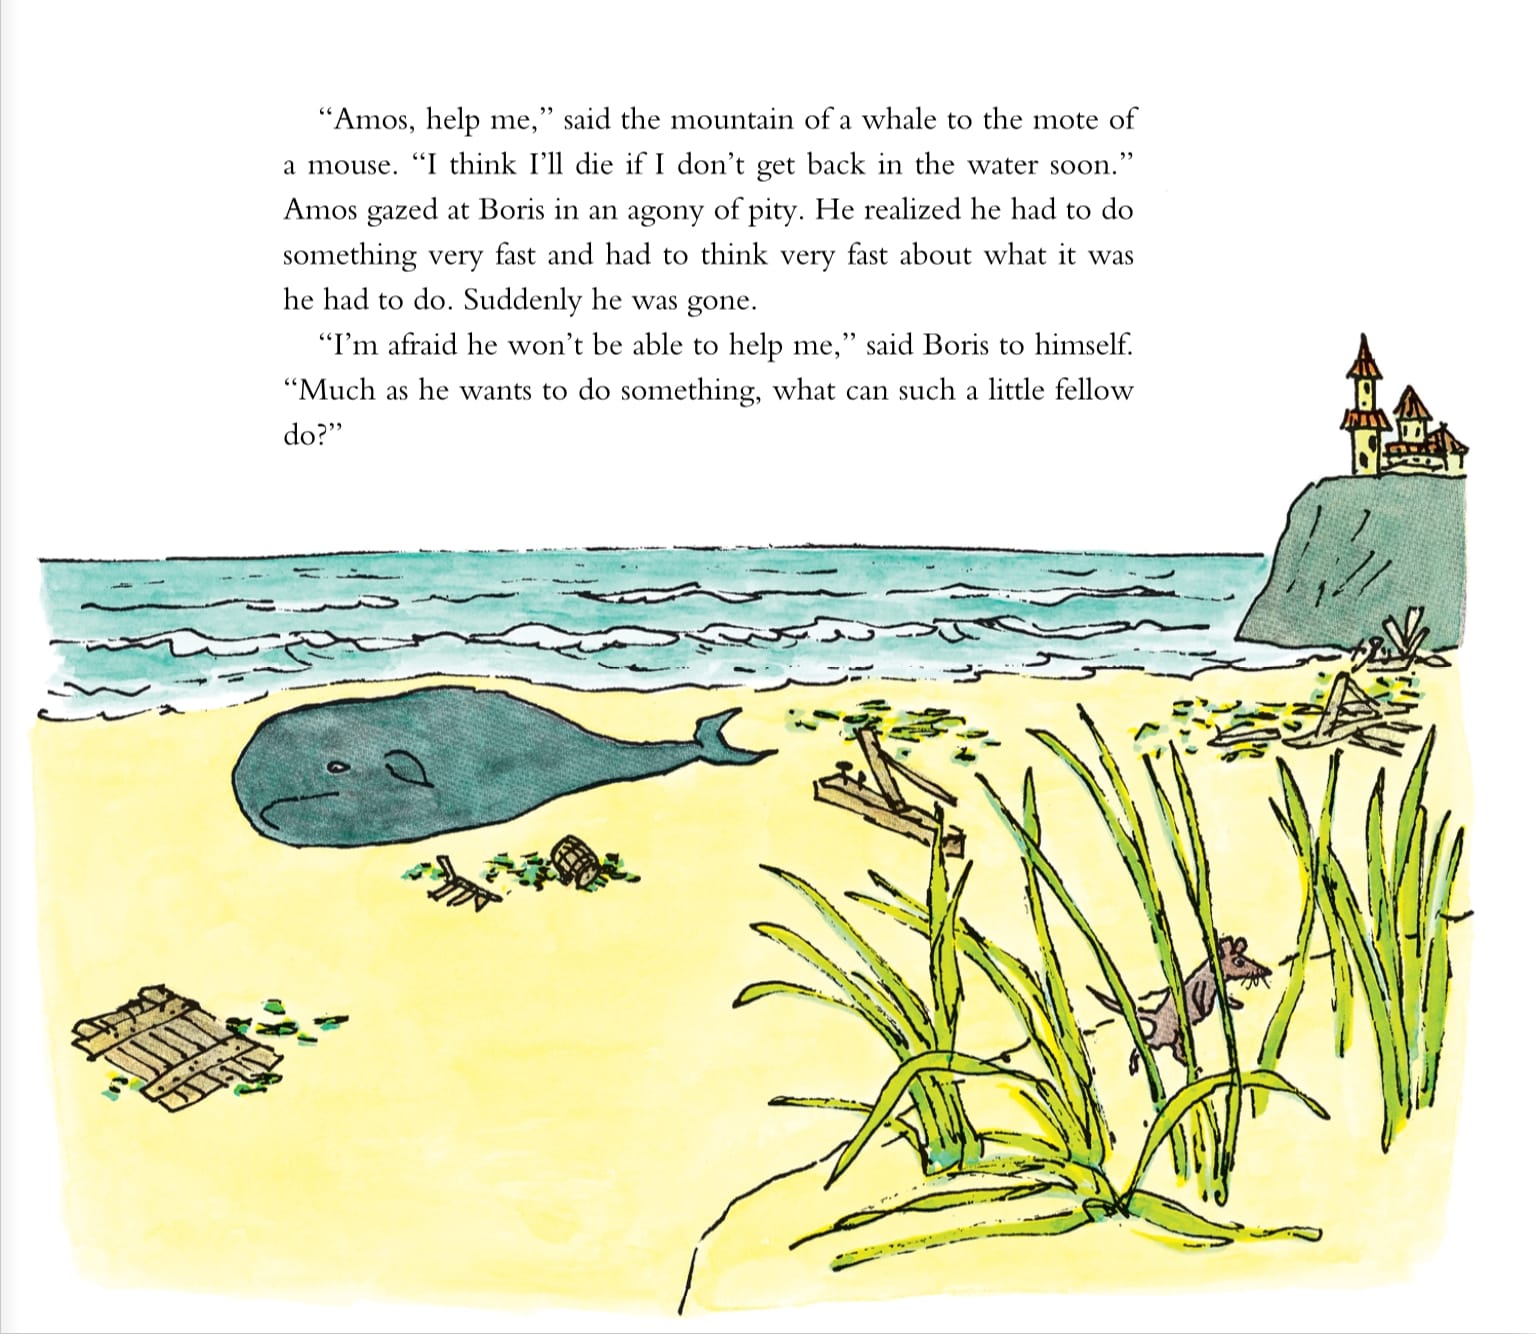 “Amos, help me,” said the mountain of a whale to the mote of
a mouse. “I think I’ll die if I don’t get back in the water soon.”
Amos gazed at Boris in an agony of pity. He realized he had to do
something very fast and had to think very fast about what it was
he had to do. Suddenly he was gone.
“I’m afraid he won’t be able to help me,” said Boris to himself.
“Much as he wants to do something, what can such a little fellow
do?”